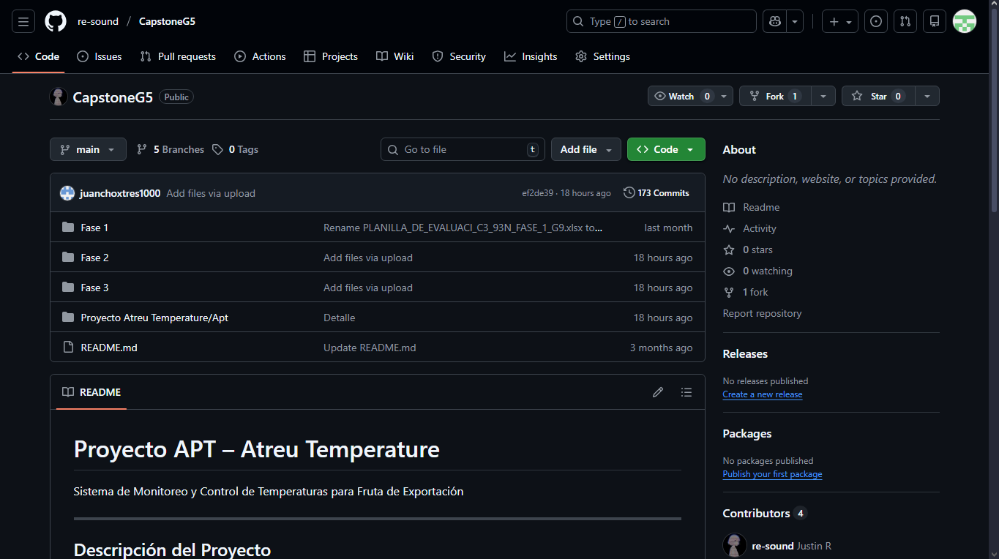 re-sound / CapstoneG5 Type / to search
Code Issues Pull requests Actions Projects Wiki Security Insights Settings
CapstoneG5 Public Watch 0 Fork 1 Star 0
main 5 Branches 0 Tags Go to file t Add file Code
juanchoxtres1000 Add files via upload ef2de39 · 18 hours ago 173 Commits
Fase 1 Rename PLANILLA_DE_EVALUACI_C3_93N_FASE_1_G9.xlsx to... last month
Fase 2 Add files via upload 18 hours ago
Fase 3 Add files via upload 18 hours ago
Proyecto Atreu Temperature/Apt Detalle 18 hours ago
README.md Update README.md 3 months ago
README
Proyecto APT – Atreu Temperature
Sistema de Monitoreo y Control de Temperaturas para Fruta de Exportación
Descripción del Proyecto
About
No description, website, or topics provided.
Readme
Activity
0 stars
0 watching
1 fork
Report repository
Releases
No releases published
Create a new release
Packages
No packages published
Publish your first package
Contributors 4
re-sound Justin R